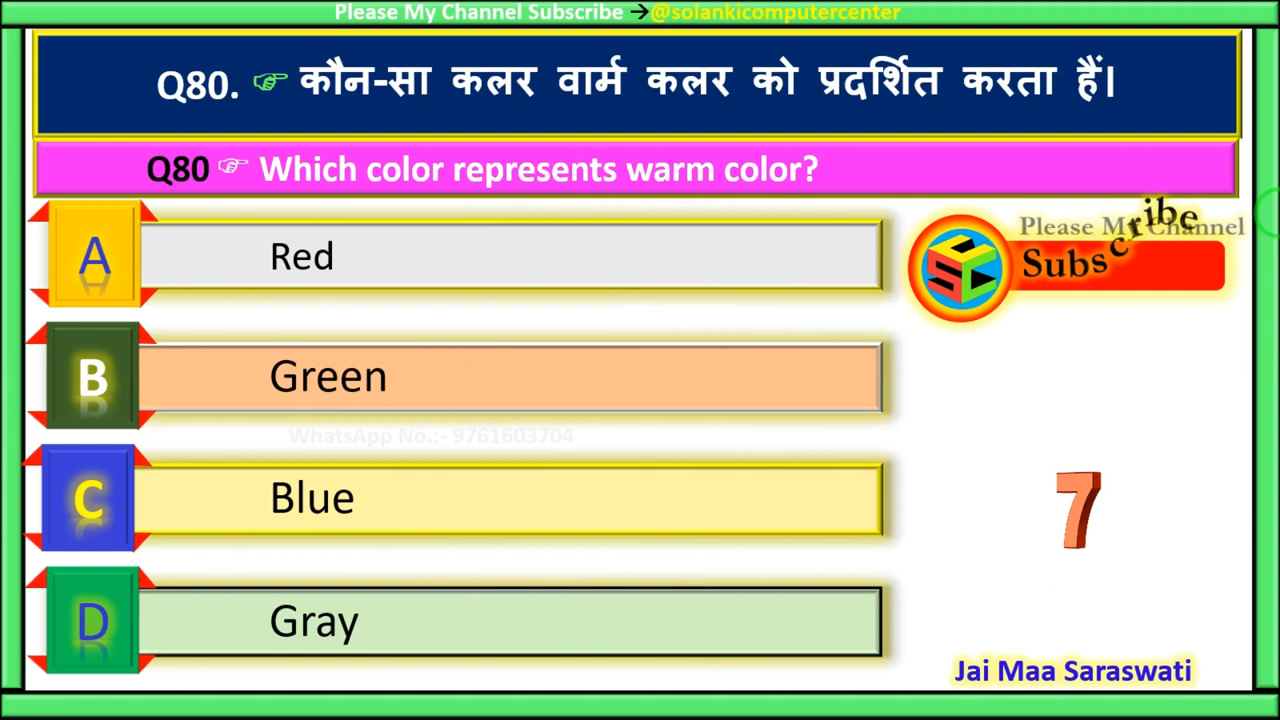 Please My Channel Subscribe →@solankicomputercenter
Q80. ☞ कौन-सा कलर वार्म कलर को प्रदर्शित करता हैं।
Q80 ☞ Which color represents warm color?
A Red
Please My Channel
Subscribe
SCC
B Green
WhatsApp No.:- 9761603704
C Blue
7
D Gray
Jai Maa Saraswati